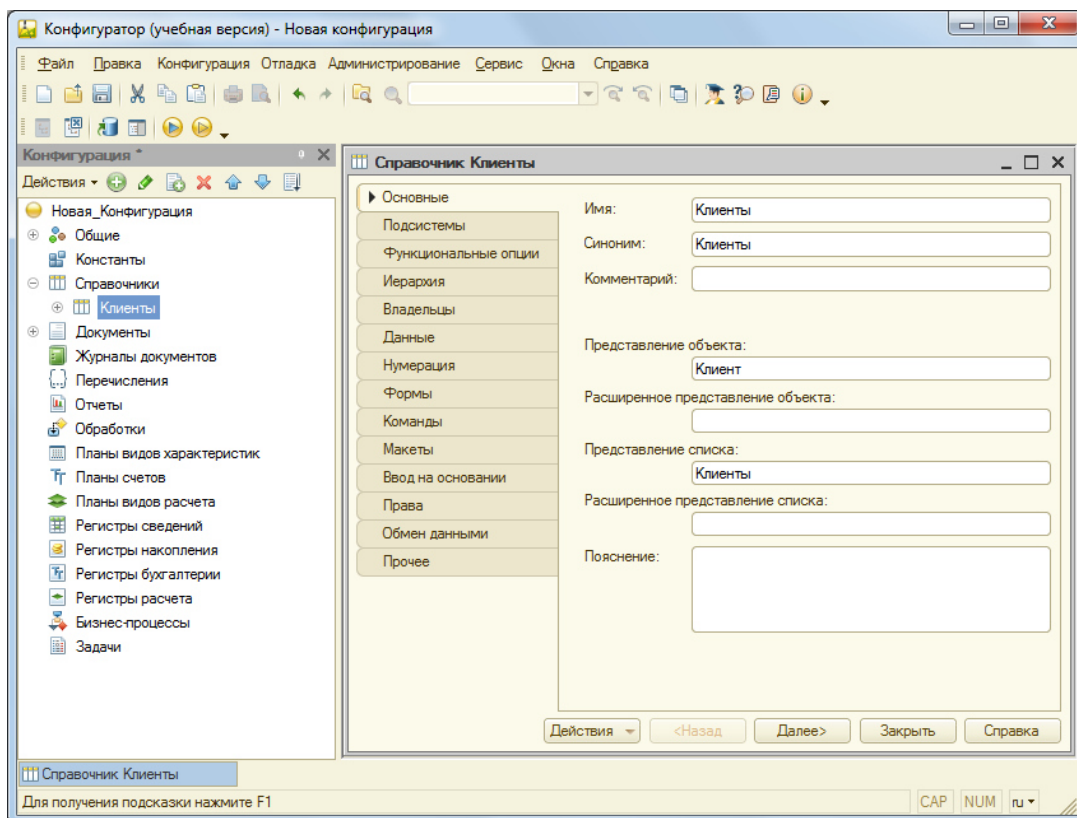 Конфигуратор (учебная версия) - Новая конфигурация
Файл Правка Конфигурация Отладка Администрирование Сервис Окна Справка
Конфигурация *
Действия
Новая_Конфигурация
Общие
Константы
Справочники
Клиенты
Документы
Журналы документов
Перечисления
Отчеты
Обработки
Планы видов характеристик
Планы счетов
Планы видов расчета
Регистры сведений
Регистры накопления
Регистры бухгалтерии
Регистры расчета
Бизнес-процессы
Задачи
Справочник Клиенты
Основные
Подсистемы
Функциональные опции
Иерархия
Владельцы
Данные
Нумерация
Формы
Команды
Макеты
Ввод на основании
Права
Обмен данными
Прочее
Имя: Клиенты
Синоним: Клиенты
Комментарий:
Представление объекта:
Клиент
Расширенное представление объекта:
Представление списка:
Клиенты
Расширенное представление списка:
Пояснение:
Действия <Назад Далее> Закрыть Справка
Справочник Клиенты
Для получения подсказки нажмите F1 CAP NUM ru